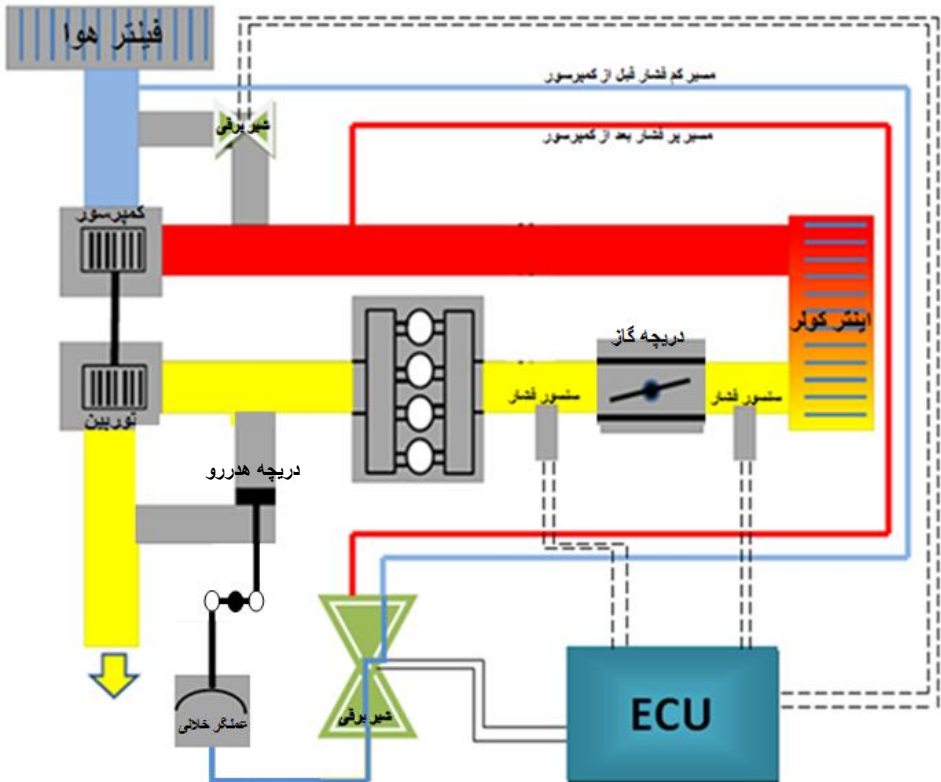 فیلتر هوا
مسیر کم فشار قبل از کمپرسور
شیر برقی
مسیر پر فشار بعد از کمپرسور
کمپرسور
اینتر کولر
دریچه گاز
سنسور فشار
سنسور فشار
توربین
دریچه هدررو
عملگر خلائی
شیر برقی
ECU